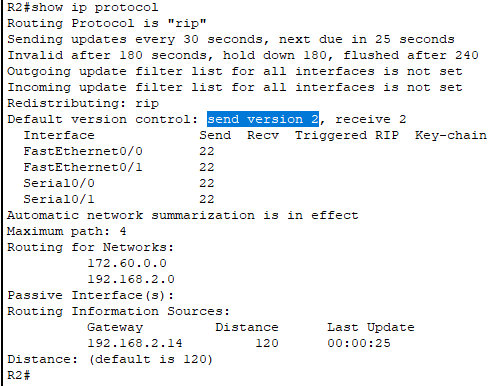 R2#show ip protocol
Routing Protocol is "rip"
Sending updates every 30 seconds, next due in 25 seconds
Invalid after 180 seconds, hold down 180, flushed after 240
Outgoing update filter list for all interfaces is not set
Incoming update filter list for all interfaces is not set
Redistributing: rip
Default version control: send version 2, receive 2
Interface Send Recv Triggered RIP Key-chain
FastEthernet0/0 22
FastEthernet0/1 22
Serial0/0 22
Serial0/1 22
Automatic network summarization is in effect
Maximum path: 4
Routing for Networks:
172.60.0.0
192.168.2.0
Passive Interface(s):
Routing Information Sources:
Gateway Distance Last Update
192.168.2.14 120 00:00:25
Distance: (default is 120)
R2#